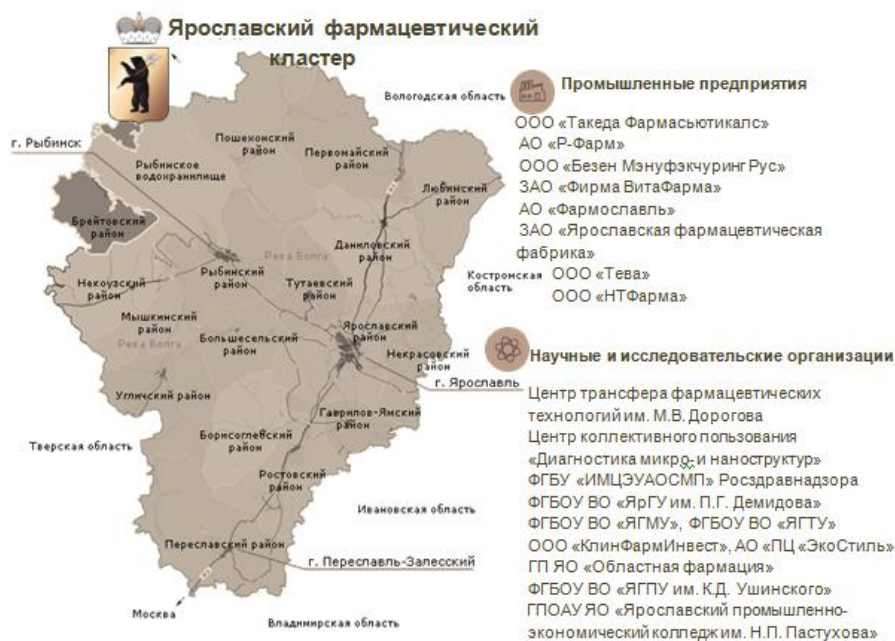 Ярославский фармацевтический
кластер
Вологодская область
г. Рыбинск
Пошехонский
район
Первомайский
район
Рыбинское
водохранилище
Любимский
район
Брейтовский
район
Даниловский
район
Река Волга
Рыбинский
район
Костромская
область
Некоузский
район
Тутаевский
район
Мышкинский
район
Река Волга
Большесельский
район
Ярославский
район
Некрасовский
район
г. Ярославль
Угличский район
Гаврилов-Ямский
район
Борисоглебский
район
Тверская область
Ростовский
район
Ивановская область
Переславский район
г. Переславль-Залесский
Москва
Владимирская область
Промышленные предприятия
ООО «Такеда Фармасьютикалс»
АО «Р-Фарм»
ООО «Безен Мэнуфэкчуринг Рус»
ЗАО «Фирма ВитаФарма»
АО «Фармославль»
ЗАО «Ярославская фармацевтическая
фабрика»
ООО «Тева»
ООО «НТФарма»
Научные и исследовательские организации
Центр трансфера фармацевтических
технологий им. М.В. Дорогова
Центр коллективного пользования
«Диагностика микро- и наноструктур»
ФГБУ «ИМЦЭУАОСМП» Росздравнадзора
ФГБОУ ВО «ЯрГУ им. П.Г. Демидова»
ФГБОУ ВО «ЯГМУ», ФГБОУ ВО «ЯГТУ»
ООО «КлинФармИнвест», АО «ПЦ «ЭкоСтиль»
ГП ЯО «Областная фармация»
ФГБОУ ВО «ЯГПУ им. К.Д. Ушинского»
ГПОАУ ЯО «Ярославский промышленно-
экономический колледж им. Н.П. Пастухова»